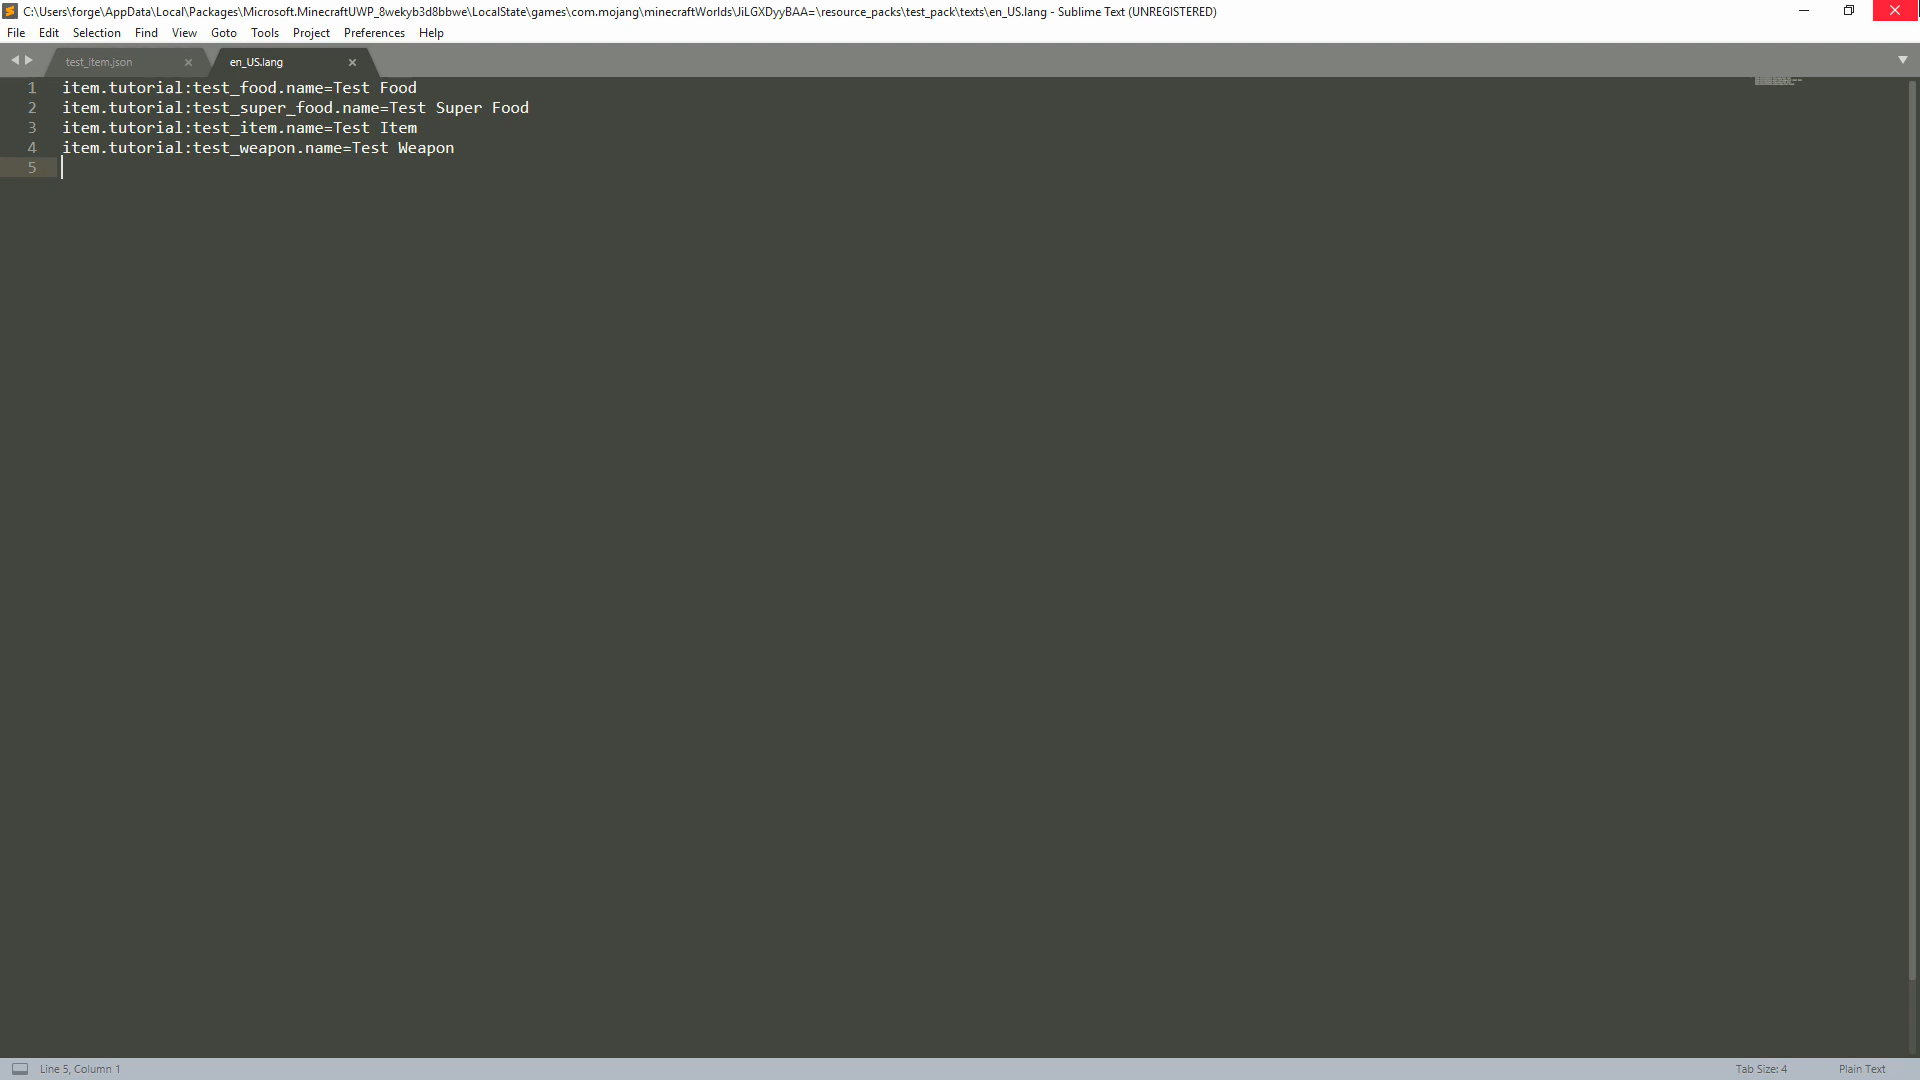 C:\Users\forge\AppData\Local\Packages\Microsoft.MinecraftUWP_8wekyb3d8bbwe\LocalState\games\com.mojang\minecraftWorlds\JiLGXDyyBAA=\resource_packs\test_pack\texts\en_US.lang - Sublime Text (UNREGISTERED)
File Edit Selection Find View Goto Tools Project Preferences Help
test_item.json en_US.lang
1 item.tutorial:test_food.name=Test Food
2 item.tutorial:test_super_food.name=Test Super Food
3 item.tutorial:test_item.name=Test Item
4 item.tutorial:test_weapon.name=Test Weapon
5
Line 5, Column 1 Tab Size: 4 Plain Text